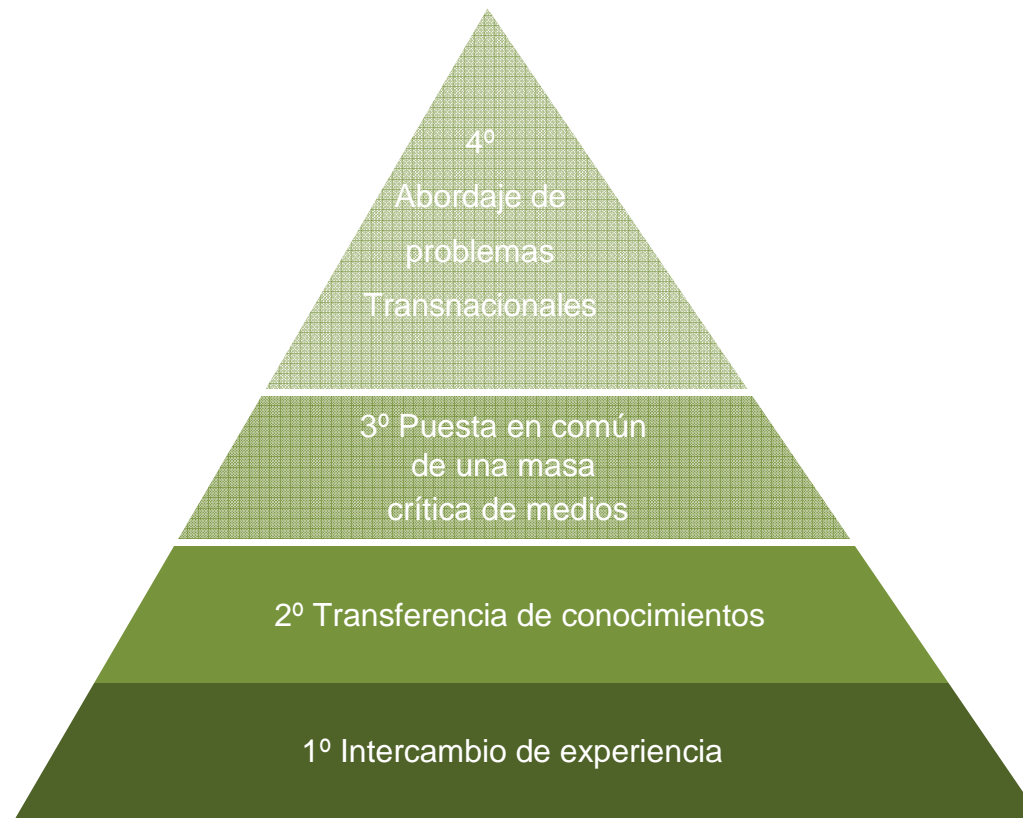 4º
Abordaje de
problemas
Transnacionales
3º Puesta en común
de una masa
crítica de medios
2º Transferencia de conocimientos
1º Intercambio de experiencia